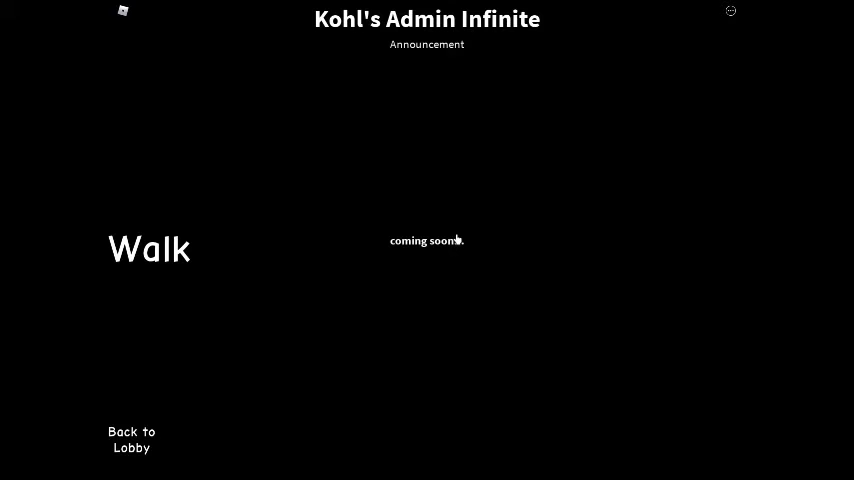 Kohl's Admin Infinite
Announcement
Walk
coming soon
Back to
Lobby